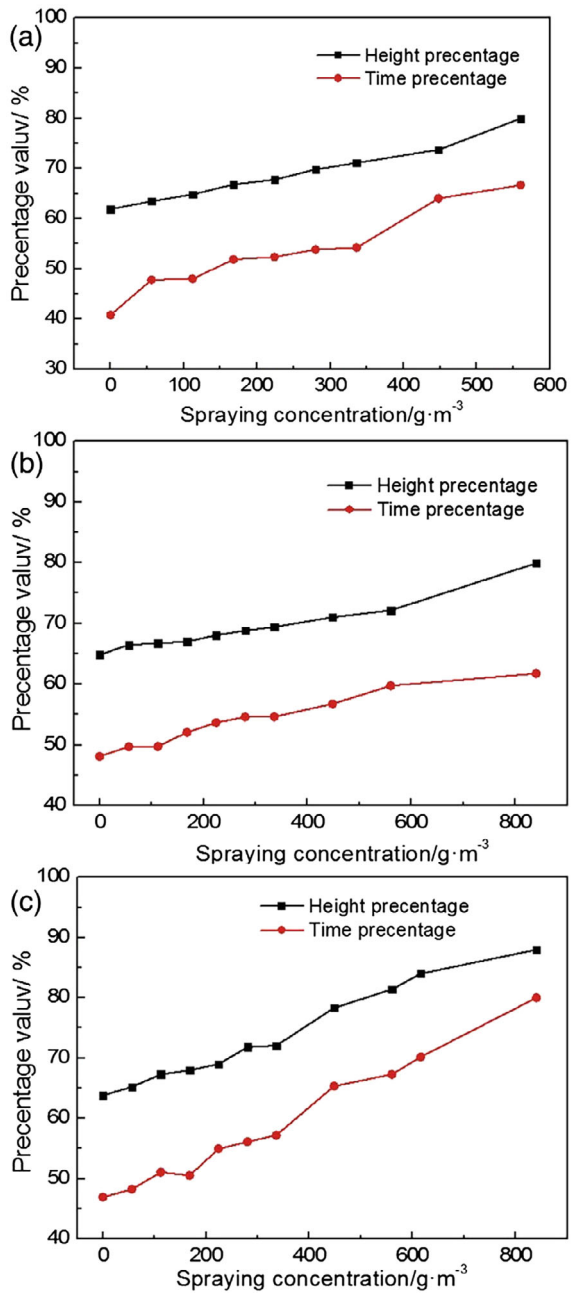 (a)
Height precentage
Time precentage
Precentage valuv/ %
100
90
80
70
60
50
40
30
0 100 200 300 400 500 600
Spraying concentration/g·m⁻³
(b)
Height precentage
Time precentage
Precentage valuv/ %
100
90
80
70
60
50
40
0 200 400 600 800
Spraying concentration/g·m⁻³
(c)
Height precentage
Time precentage
Precentage valuv/ %
100
90
80
70
60
50
40
0 200 400 600 800
Spraying concentration/g·m⁻³